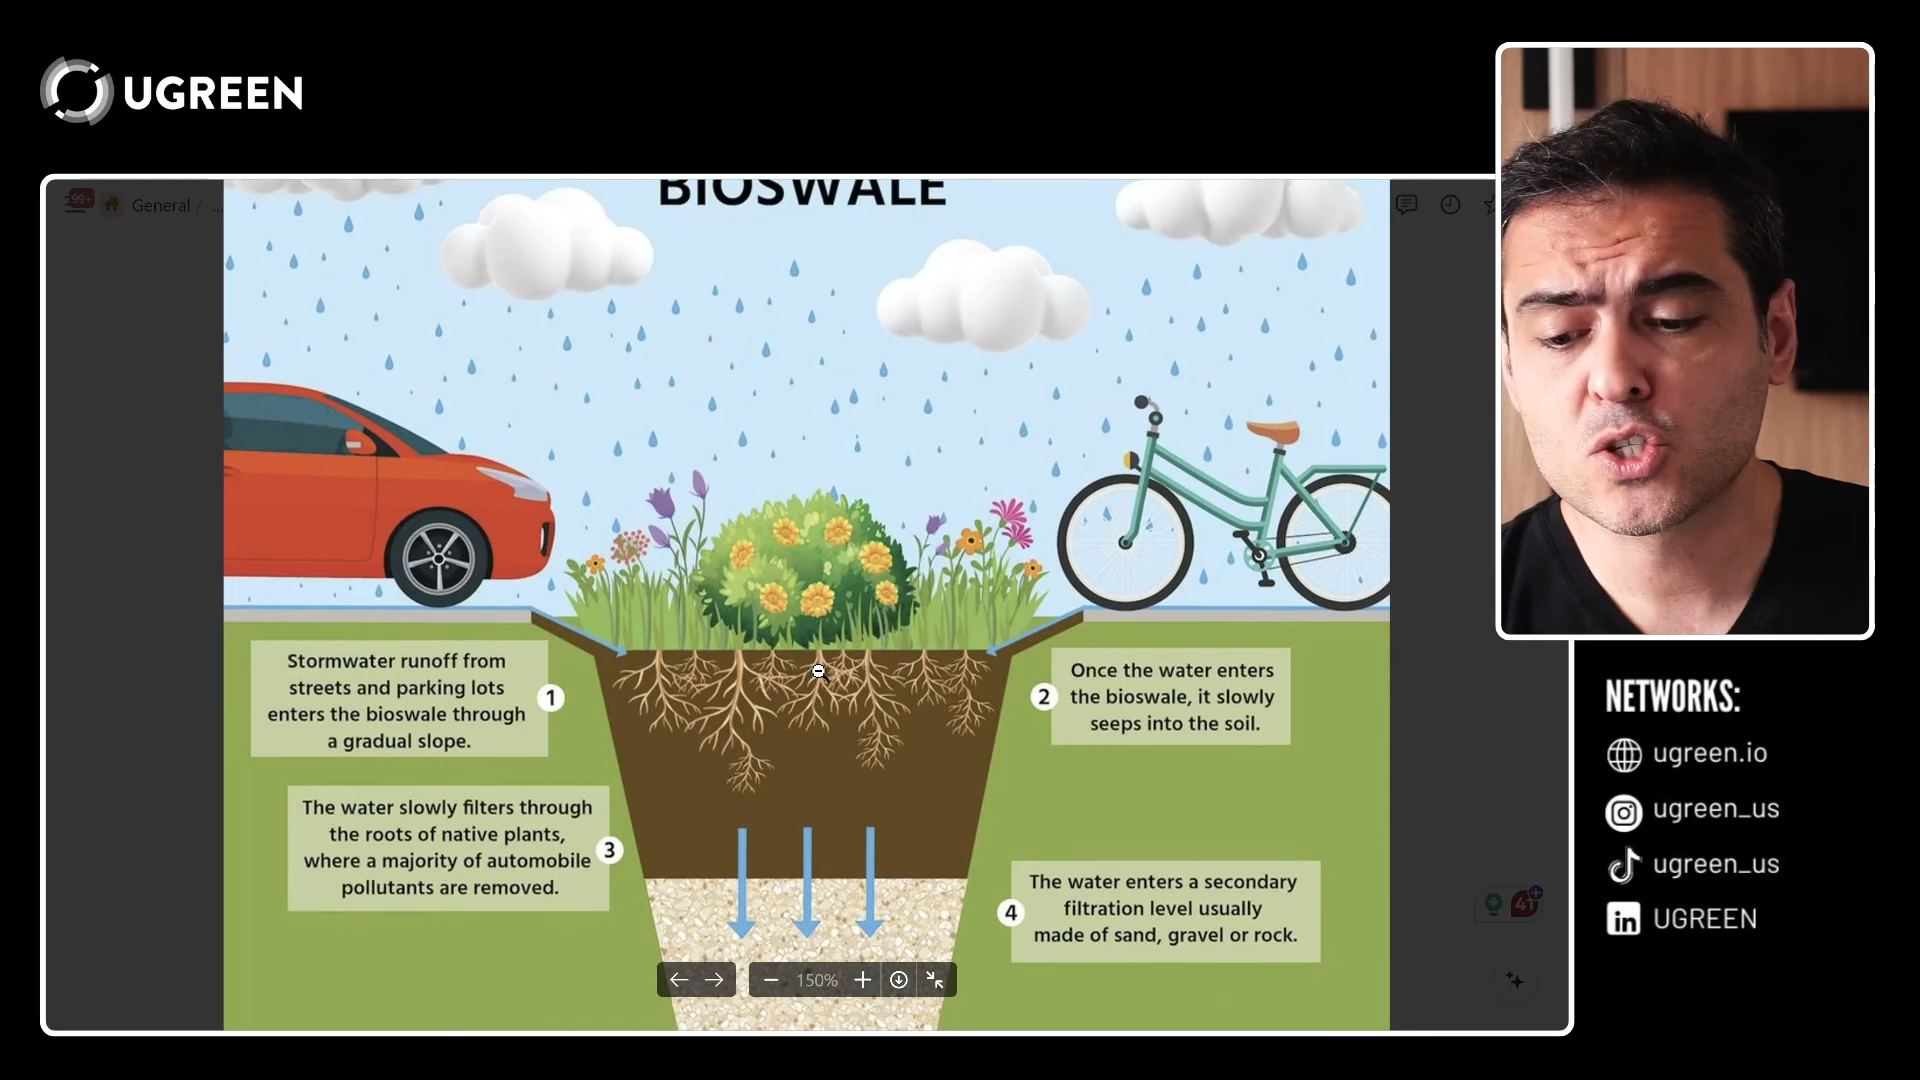 UGREEN
BIOSWALE
99+
General / ...
Stormwater runoff from
streets and parking lots
enters the bioswale through
a gradual slope.
1
2
Once the water enters
the bioswale, it slowly
seeps into the soil.
The water slowly filters through
the roots of native plants,
where a majority of automobile
pollutants are removed.
3
4
The water enters a secondary
filtration level usually
made of sand, gravel or rock.
150%
41
NETWORKS:
ugreen.io
ugreen_us
ugreen_us
in UGREEN